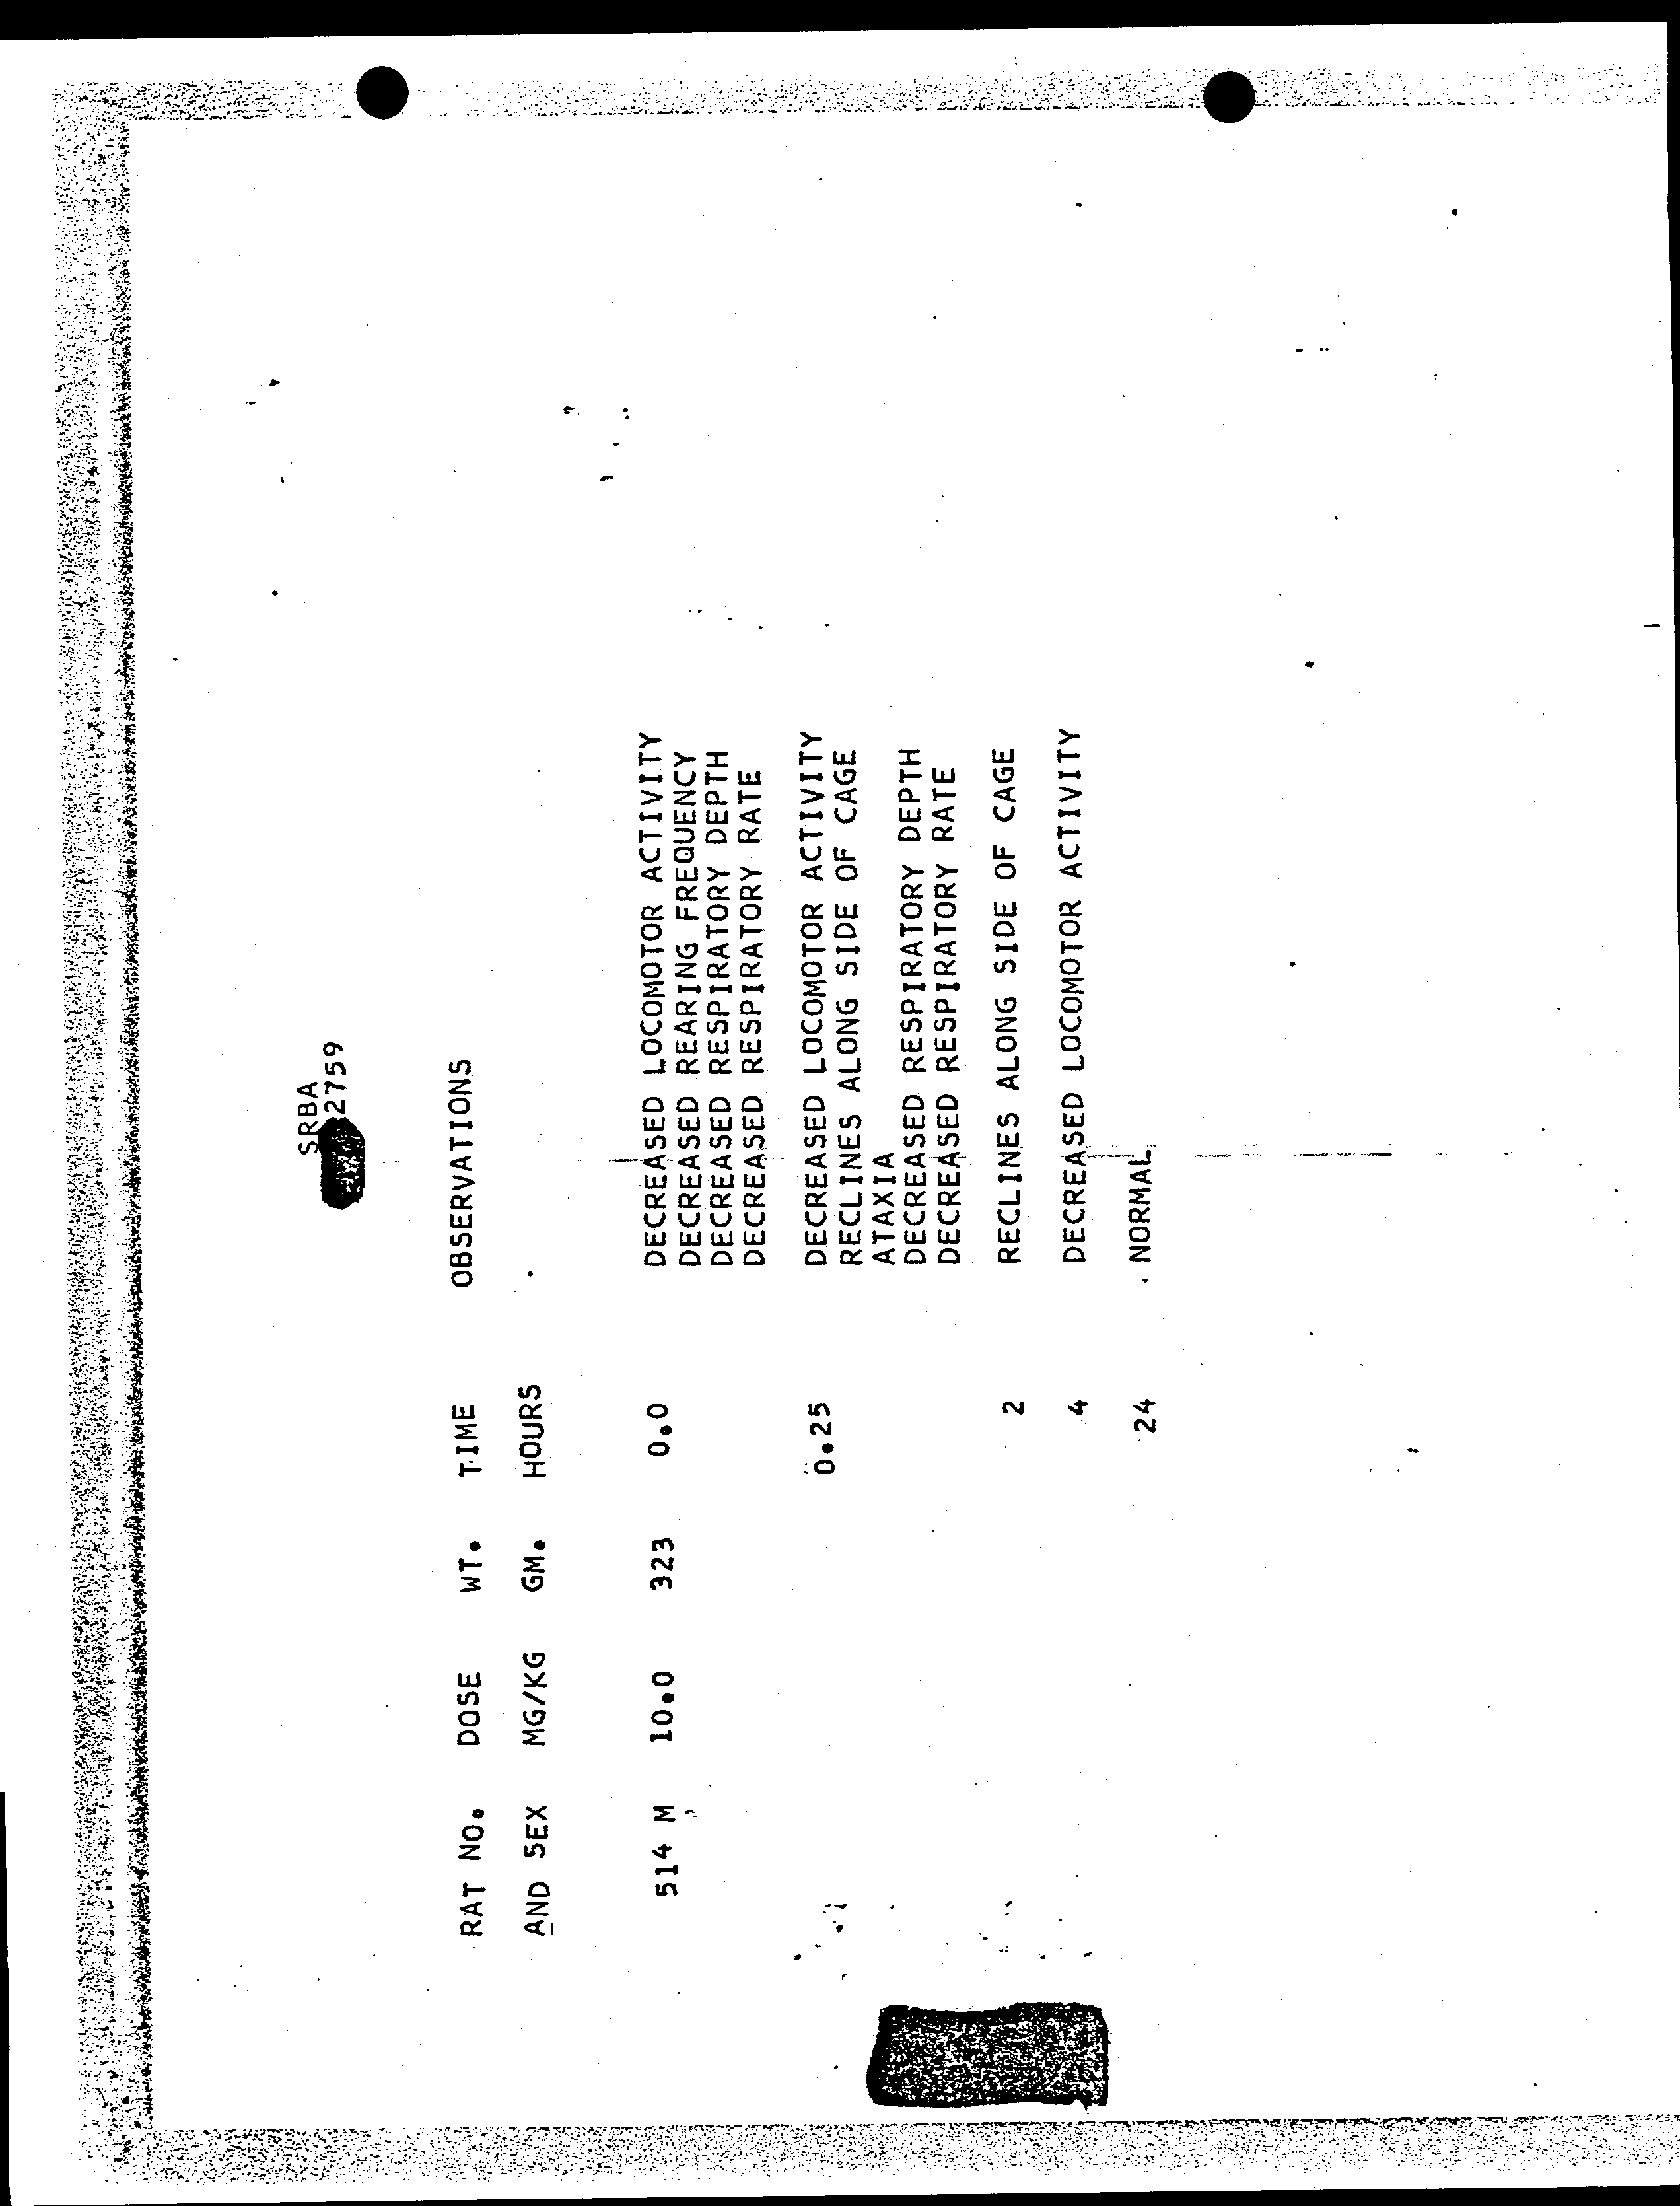 SRBA
2759
RAT NO. DOSE WT. TIME OBSERVATIONS
AND SEX MG/KG GM. HOURS
514 M 10.0 323 0.0 DECREASED LOCOMOTOR ACTIVITY
DECREASED REARING FREQUENCY
DECREASED RESPIRATORY DEPTH
DECREASED RESPIRATORY RATE
0.25 DECREASED LOCOMOTOR ACTIVITY
RECLINES ALONG SIDE OF CAGE
ATAXIA
DECREASED RESPIRATORY DEPTH
DECREASED RESPIRATORY RATE
2 RECLINES ALONG SIDE OF CAGE
4 DECREASED LOCOMOTOR ACTIVITY
24 NORMAL